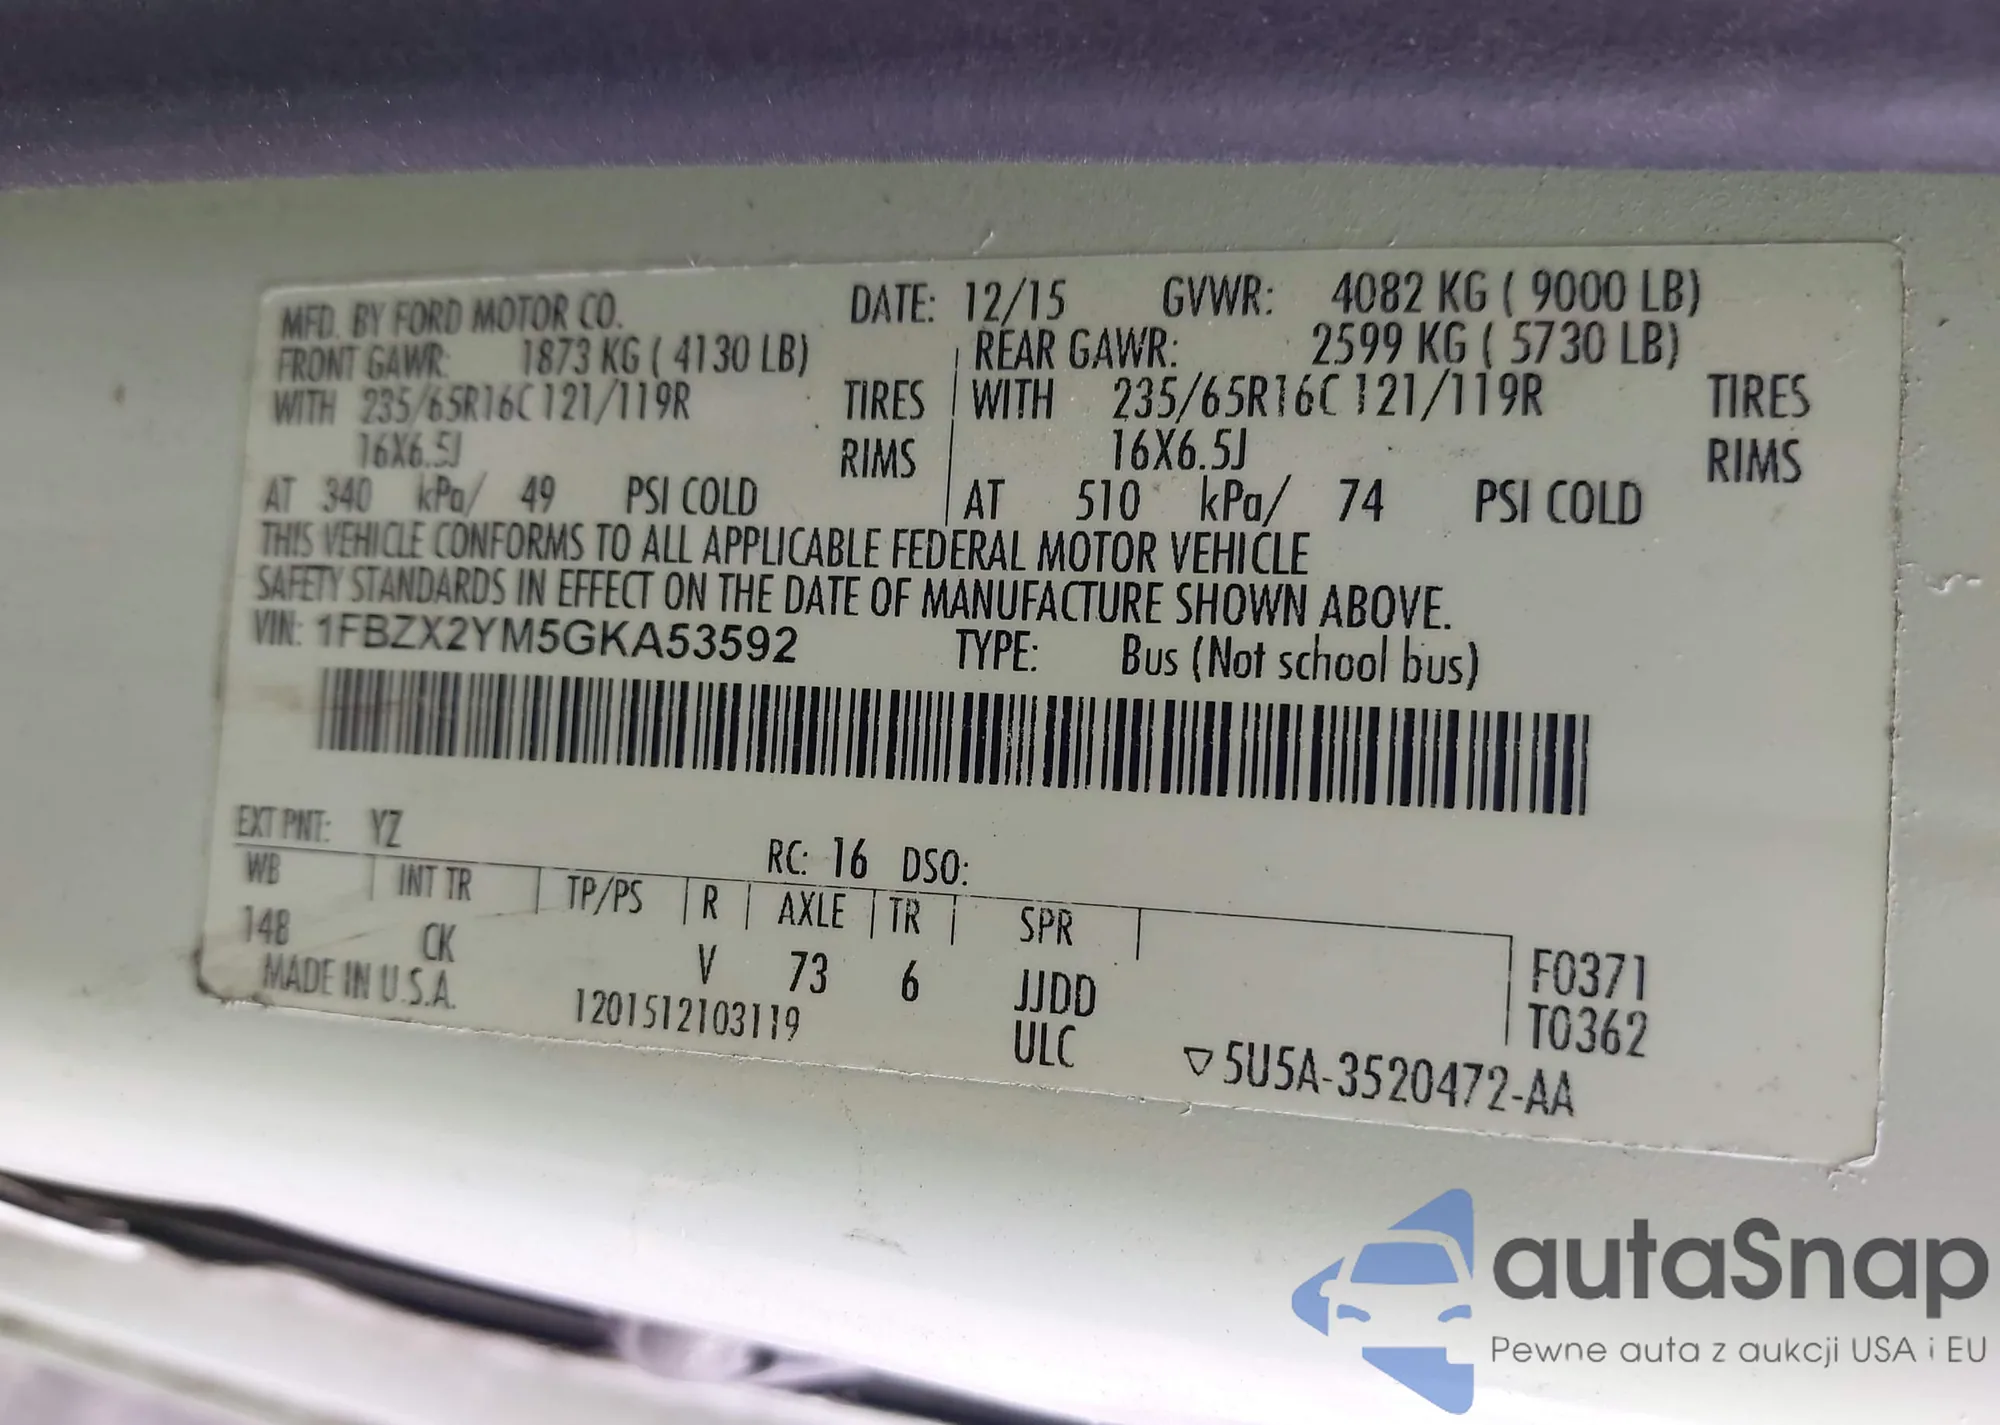 MFD. BY FORD MOTOR CO. DATE: 12/15 GVWR: 4082 KG ( 9000 LB)
FRONT GAWR: 1873 KG ( 4130 LB) REAR GAWR: 2599 KG ( 5730 LB)
WITH 235/65R16C 121/119R TIRES WITH 235/65R16C 121/119R TIRES
16X6.5J RIMS 16X6.5J RIMS
AT 340 kPa/ 49 PSI COLD AT 510 kPa/ 74 PSI COLD
THIS VEHICLE CONFORMS TO ALL APPLICABLE FEDERAL MOTOR VEHICLE
SAFETY STANDARDS IN EFFECT ON THE DATE OF MANUFACTURE SHOWN ABOVE.
VIN: 1FBZX2YM5GKA53592 TYPE: Bus (Not school bus)
EXT PNT: YZ RC: 16 DSO:
WB INT TR TP/PS R AXLE TR SPR
148 CK V 73 6 JJDD F0371
MADE IN U.S.A. 1201512103119 ULC T0362
▽5U5A-3520472-AA
autaSnap
Pewne auta z aukcji USA i EU